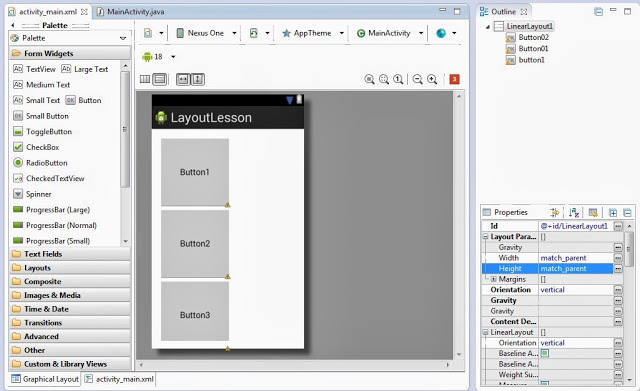 activity_main.xml
MainActivity.java
Palette
Palette
Form Widgets
TextView
Large Text
Medium Text
Small Text
Button
Small Button
ToggleButton
CheckBox
RadioButton
CheckedTextView
Spinner
ProgressBar (Large)
ProgressBar (Normal)
ProgressBar (Small)
Text Fields
Layouts
Composite
Images & Media
Time & Date
Transitions
Advanced
Other
Custom & Library Views
Graphical Layout
activity_main.xml
Nexus One
AppTheme
MainActivity
18
3
LayoutLesson
Button1
Button2
Button3
Outline
LinearLayout1
Button02
Button01
button1
Properties
Id @+id/LinearLayout1
Layout Para... []
Gravity
Width match_parent
Height match_parent
Margins []
Orientation vertical
Gravity
Gravity
Content De...
LinearLayout []
Orientation vertical
Baseline A...
Baseline A...
Weight Su...
Measure